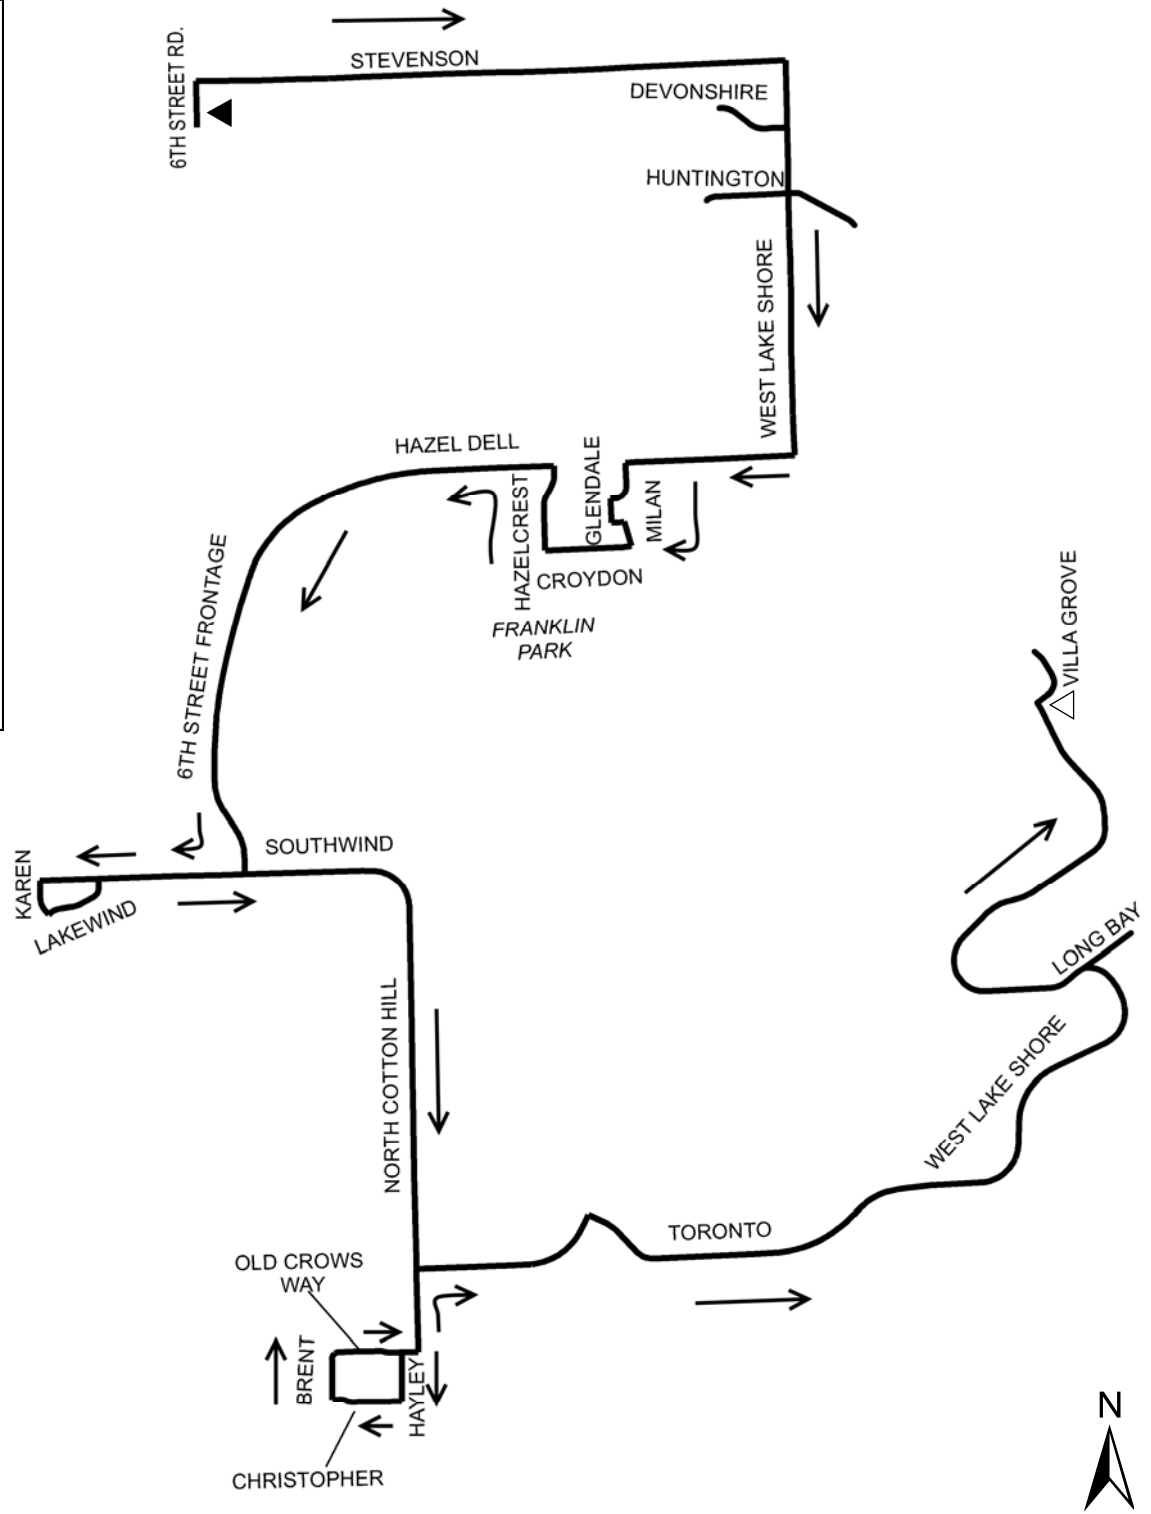 6TH STREET RD.
STEVENSON
DEVONSHIRE
HUNTINGTON
WEST LAKE SHORE
HAZEL DELL
GLENDALE
MILAN
HAZELCREST
CROYDON
FRANKLIN
PARK
6TH STREET FRONTAGE
VILLA GROVE
SOUTHWIND
KAREN
LAKEWIND
LONG BAY
NORTH COTTON HILL
WEST LAKE SHORE
TORONTO
OLD CROWS
WAY
BRENT
HAYLEY
CHRISTOPHER
N